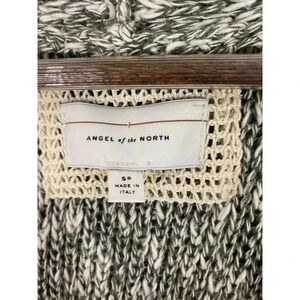 ANGEL of the NORTH
SP
MADE IN
ITALY